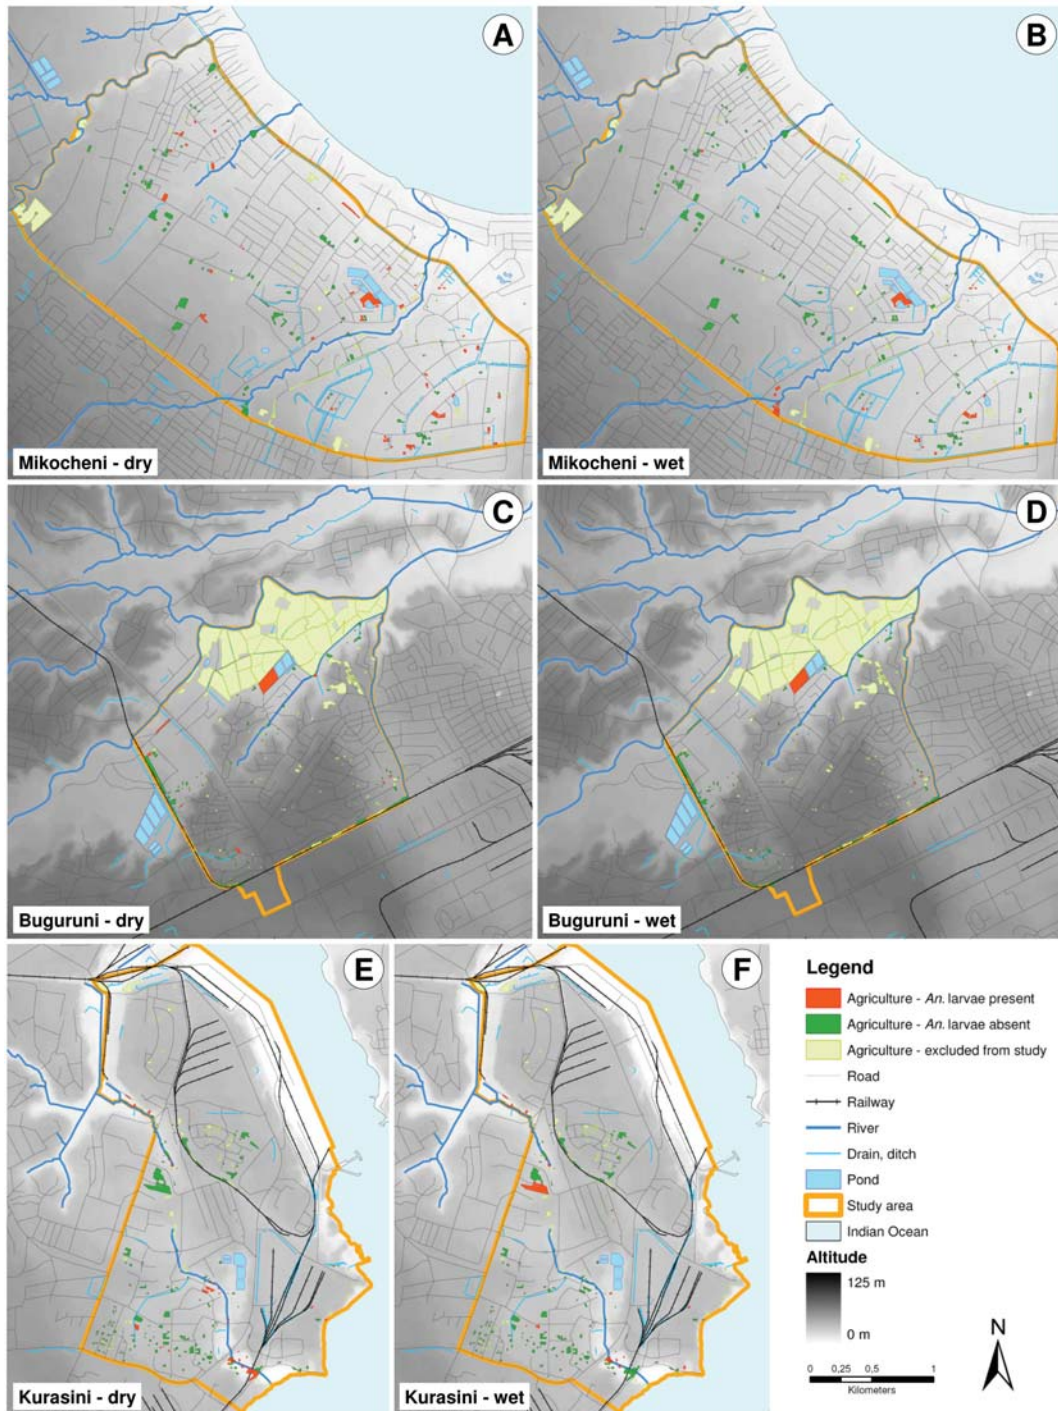 A
B
Mikocheni - dry
Mikocheni - wet
C
D
Buguruni - dry
Buguruni - wet
E
F
Kurasini - dry
Kurasini - wet
Legend
Agriculture - An. larvae present
Agriculture - An. larvae absent
Agriculture - excluded from study
Road
Railway
River
Drain, ditch
Pond
Study area
Indian Ocean
Altitude
125 m
0 m
N
0 0,25 0,5 1
Kilometers